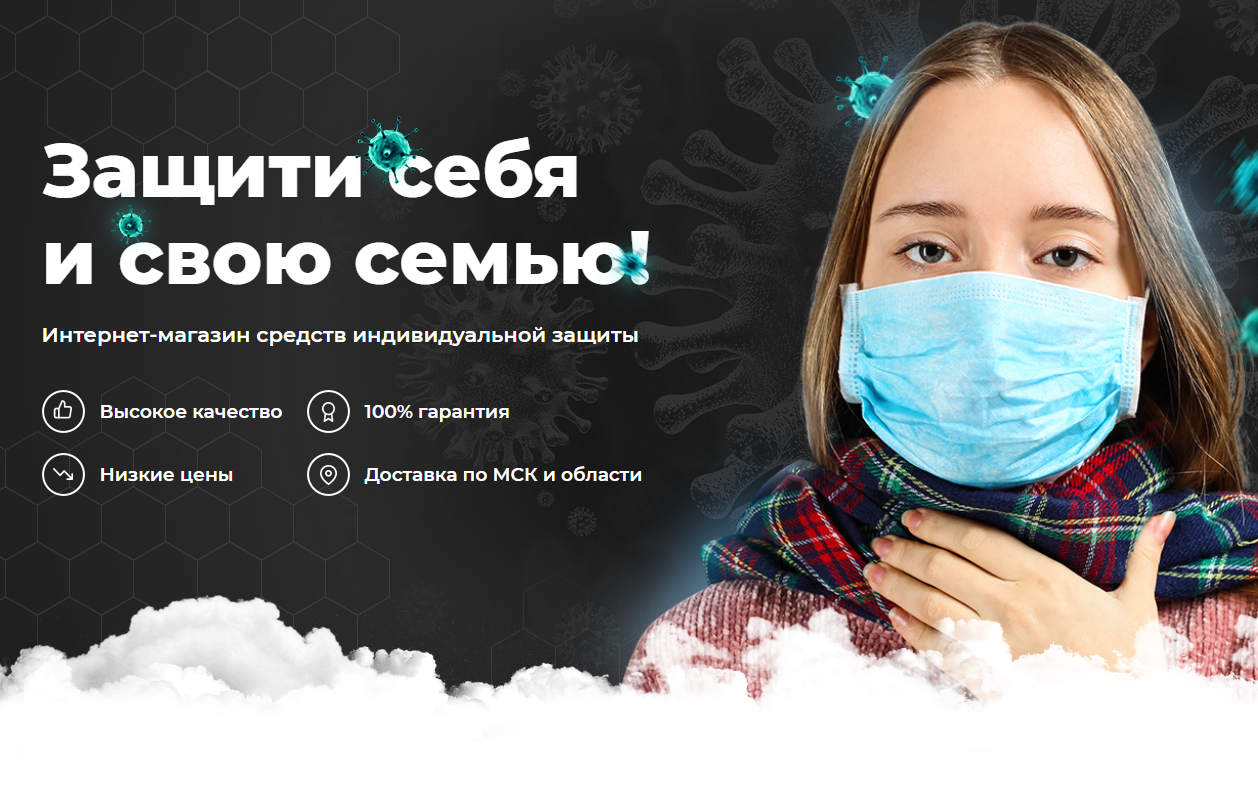 Защити себя
и свою семью!
Интернет-магазин средств индивидуальной защиты
Высокое качество
100% гарантия
Низкие цены
Доставка по МСК и области